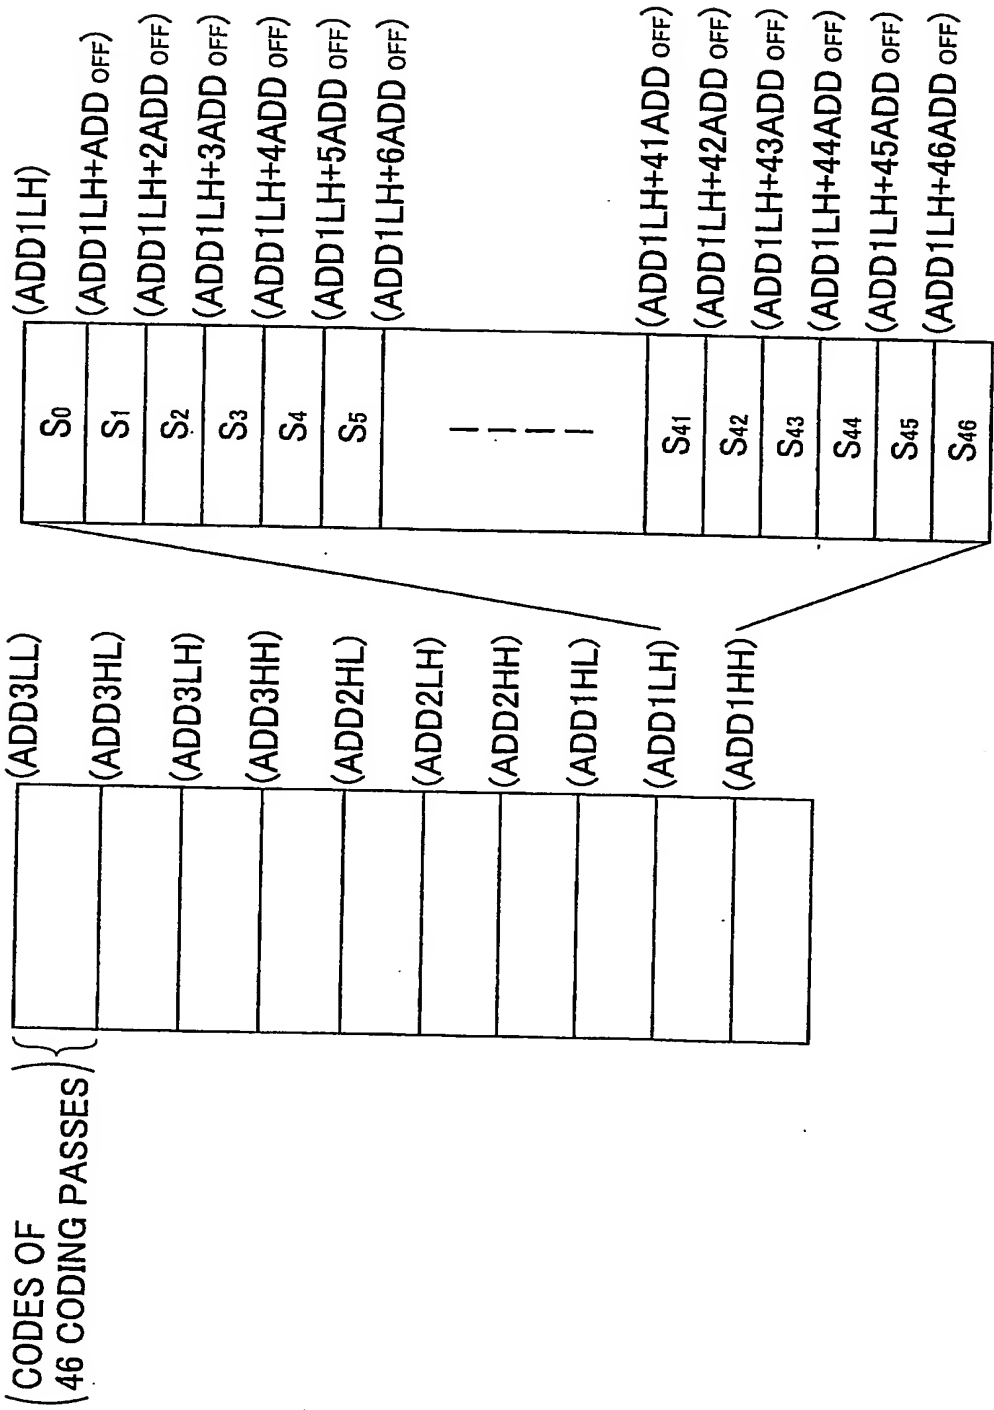 (CODES OF
46 CODING PASSES)
(ADD3LL)
(ADD3HL)
(ADD3LH)
(ADD3HH)
(ADD2HL)
(ADD2LH)
(ADD2HH)
(ADD1HL)
(ADD1LH)
(ADD1HH)
S0 (ADD1LH)
S1 (ADD1LH+ADD OFF)
S2 (ADD1LH+2ADD OFF)
S3 (ADD1LH+3ADD OFF)
S4 (ADD1LH+4ADD OFF)
S5 (ADD1LH+5ADD OFF)
(ADD1LH+6ADD OFF)
S41 (ADD1LH+41ADD OFF)
S42 (ADD1LH+42ADD OFF)
S43 (ADD1LH+43ADD OFF)
S44 (ADD1LH+44ADD OFF)
S45 (ADD1LH+45ADD OFF)
S46 (ADD1LH+46ADD OFF)